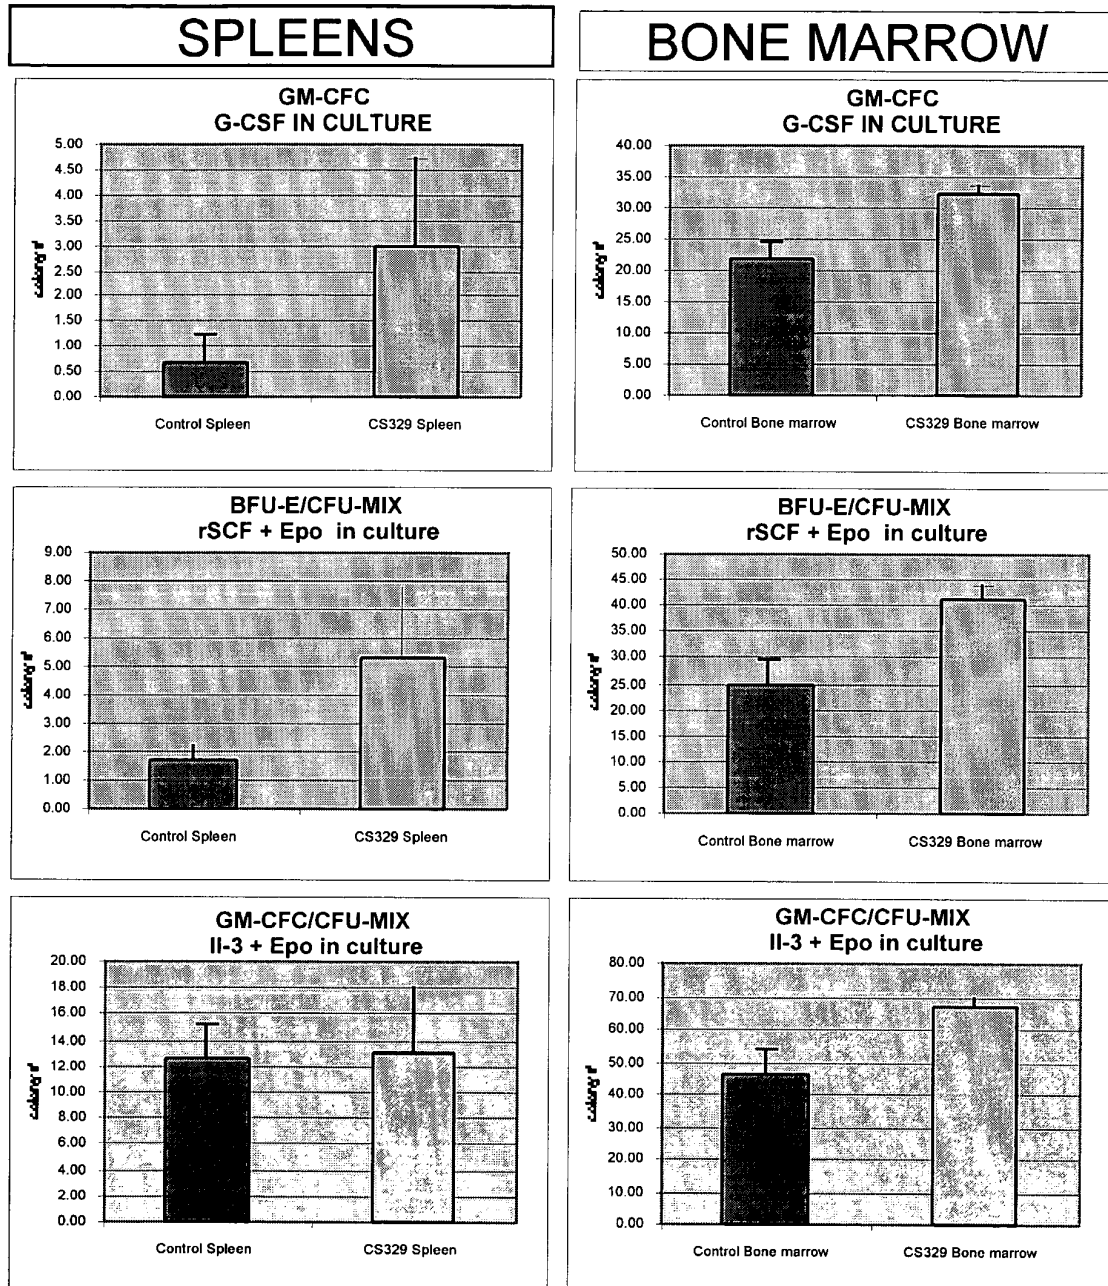 SPLEENS
BONE MARROW
GM-CFC
G-CSF IN CULTURE
5.00
4.50
4.00
3.50
3.00
2.50
2.00
1.50
1.00
0.50
0.00
Control Spleen
CS329 Spleen
GM-CFC
G-CSF IN CULTURE
40.00
35.00
30.00
25.00
20.00
15.00
10.00
5.00
0.00
Control Bone marrow
CS329 Bone marrow
BFU-E/CFU-MIX
rSCF + Epo in culture
9.00
8.00
7.00
6.00
5.00
4.00
3.00
2.00
1.00
0.00
Control Spleen
CS329 Spleen
BFU-E/CFU-MIX
rSCF + Epo in culture
50.00
45.00
40.00
35.00
30.00
25.00
20.00
15.00
10.00
5.00
0.00
Control Bone marrow
CS329 Bone marrow
GM-CFC/CFU-MIX
Il-3 + Epo in culture
20.00
18.00
16.00
14.00
12.00
10.00
8.00
6.00
4.00
2.00
0.00
Control Spleen
CS329 Spleen
GM-CFC/CFU-MIX
Il-3 + Epo in culture
80.00
70.00
60.00
50.00
40.00
30.00
20.00
10.00
0.00
Control Bone marrow
CS329 Bone marrow